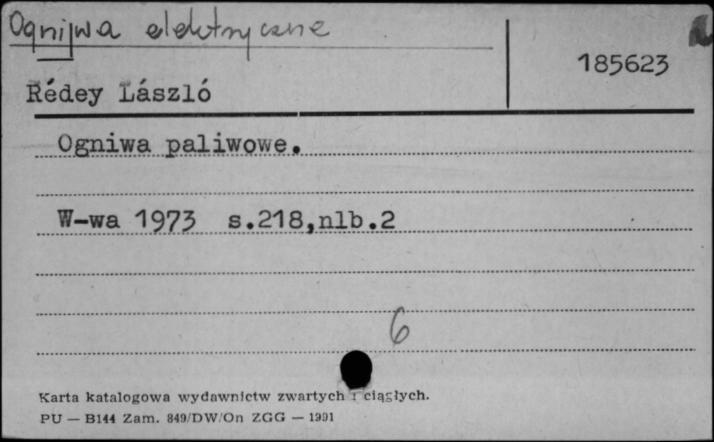 Ogniwa elektryczne
185623
Rédey László
Ogniwa paliwowe.
W-wa 1973 s.218,nlb.2
6
Karta katalogowa wydawnictw zwartych i ciągłych.
PU — B144 Zam. 849/DW/On ZGG — 1991